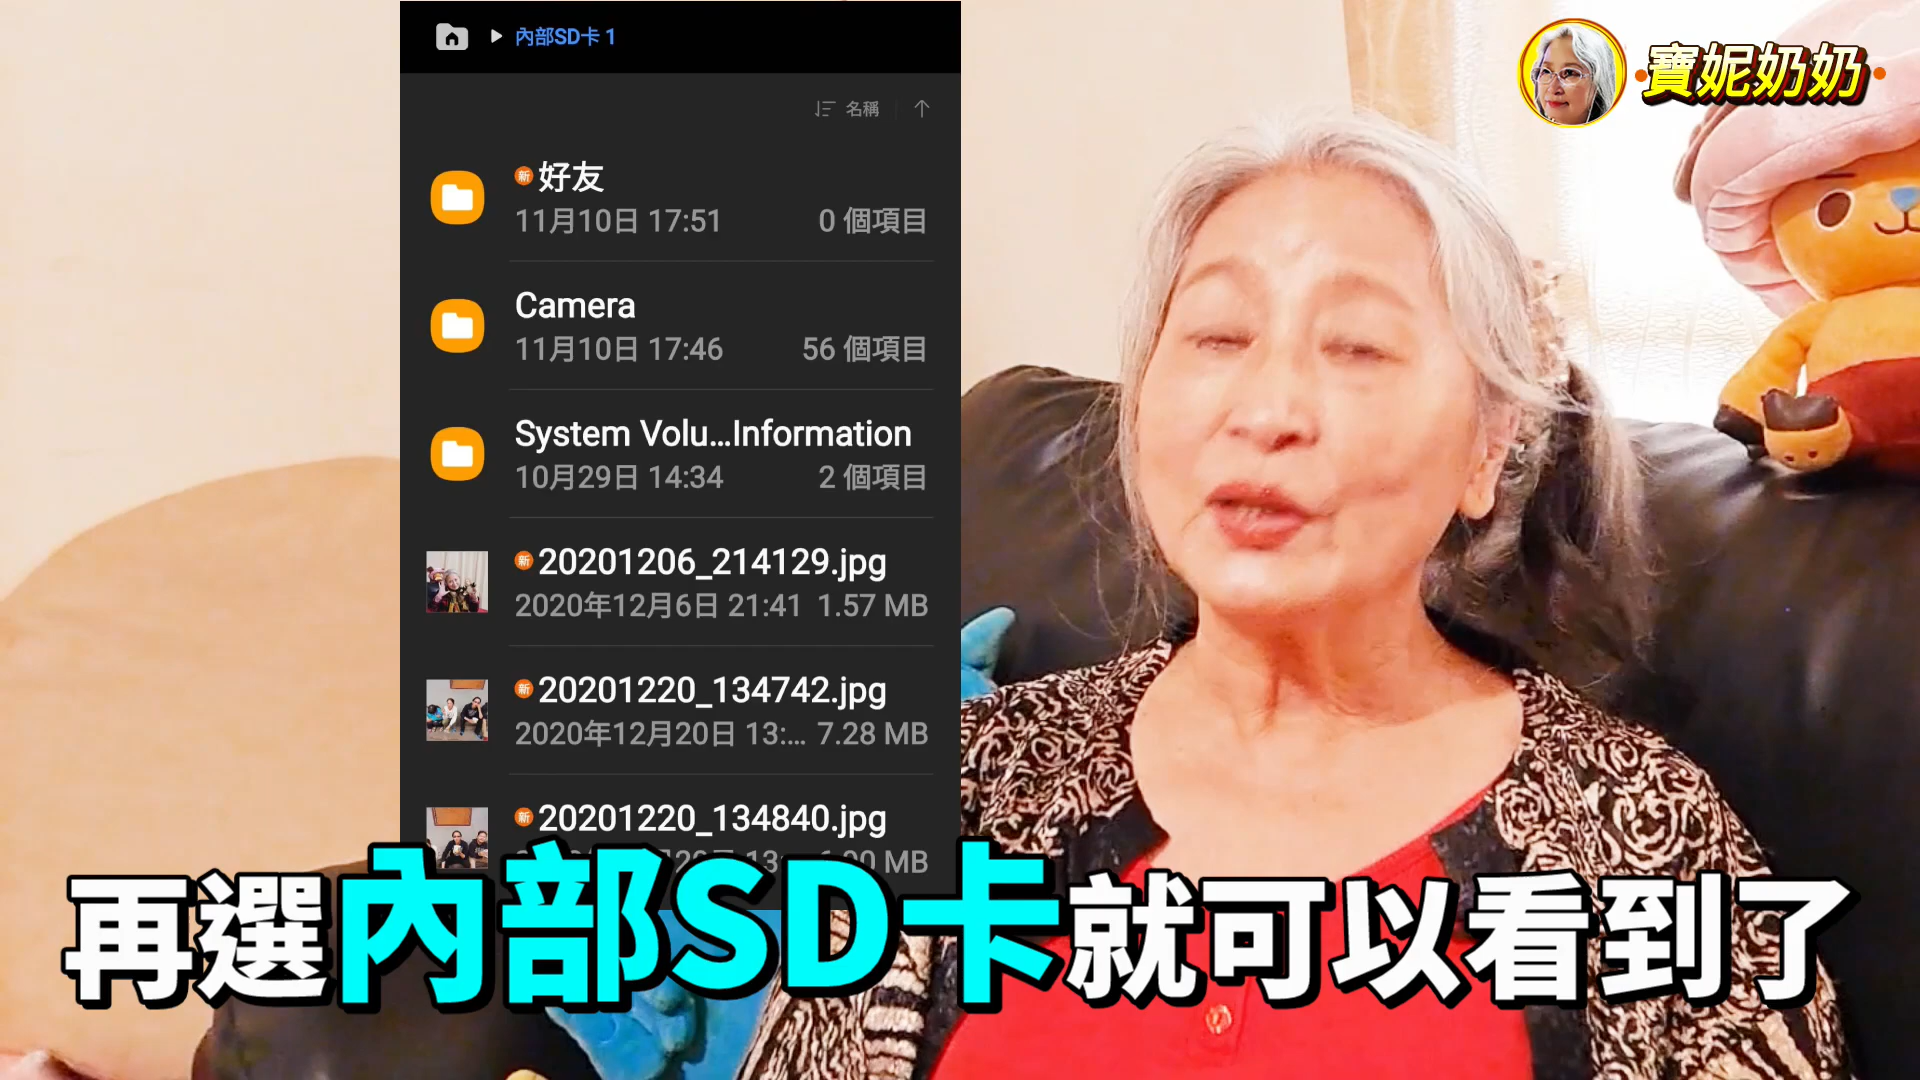 內部SD卡 1
寶妮奶奶
名稱
新 好友
11月10日 17:51 0 個項目
Camera
11月10日 17:46 56 個項目
System Volu...Information
10月29日 14:34 2 個項目
新 20201206_214129.jpg
2020年12月6日 21:41 1.57 MB
新 20201220_134742.jpg
2020年12月20日 13:... 7.28 MB
新 20201220_134840.jpg
MB
再選內部SD卡就可以看到了